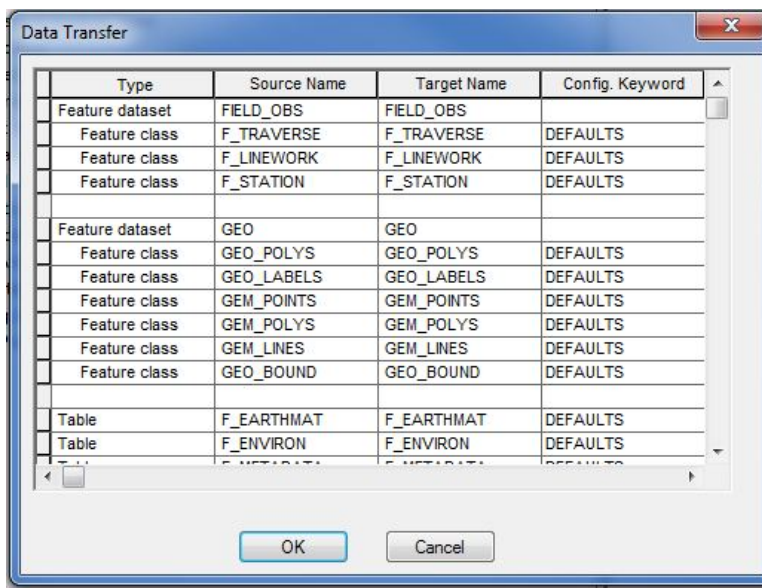 Data Transfer
Type Source Name Target Name Config. Keyword
Feature dataset FIELD_OBS FIELD_OBS
Feature class F_TRAVERSE F_TRAVERSE DEFAULTS
Feature class F_LINEWORK F_LINEWORK DEFAULTS
Feature class F_STATION F_STATION DEFAULTS
Feature dataset GEO GEO
Feature class GEO_POLYS GEO_POLYS DEFAULTS
Feature class GEO_LABELS GEO_LABELS DEFAULTS
Feature class GEM_POINTS GEM_POINTS DEFAULTS
Feature class GEM_POLYS GEM_POLYS DEFAULTS
Feature class GEM_LINES GEM_LINES DEFAULTS
Feature class GEO_BOUND GEO_BOUND DEFAULTS
Table F_EARTHMAT F_EARTHMAT DEFAULTS
Table F_ENVIRON F_ENVIRON DEFAULTS
OK Cancel